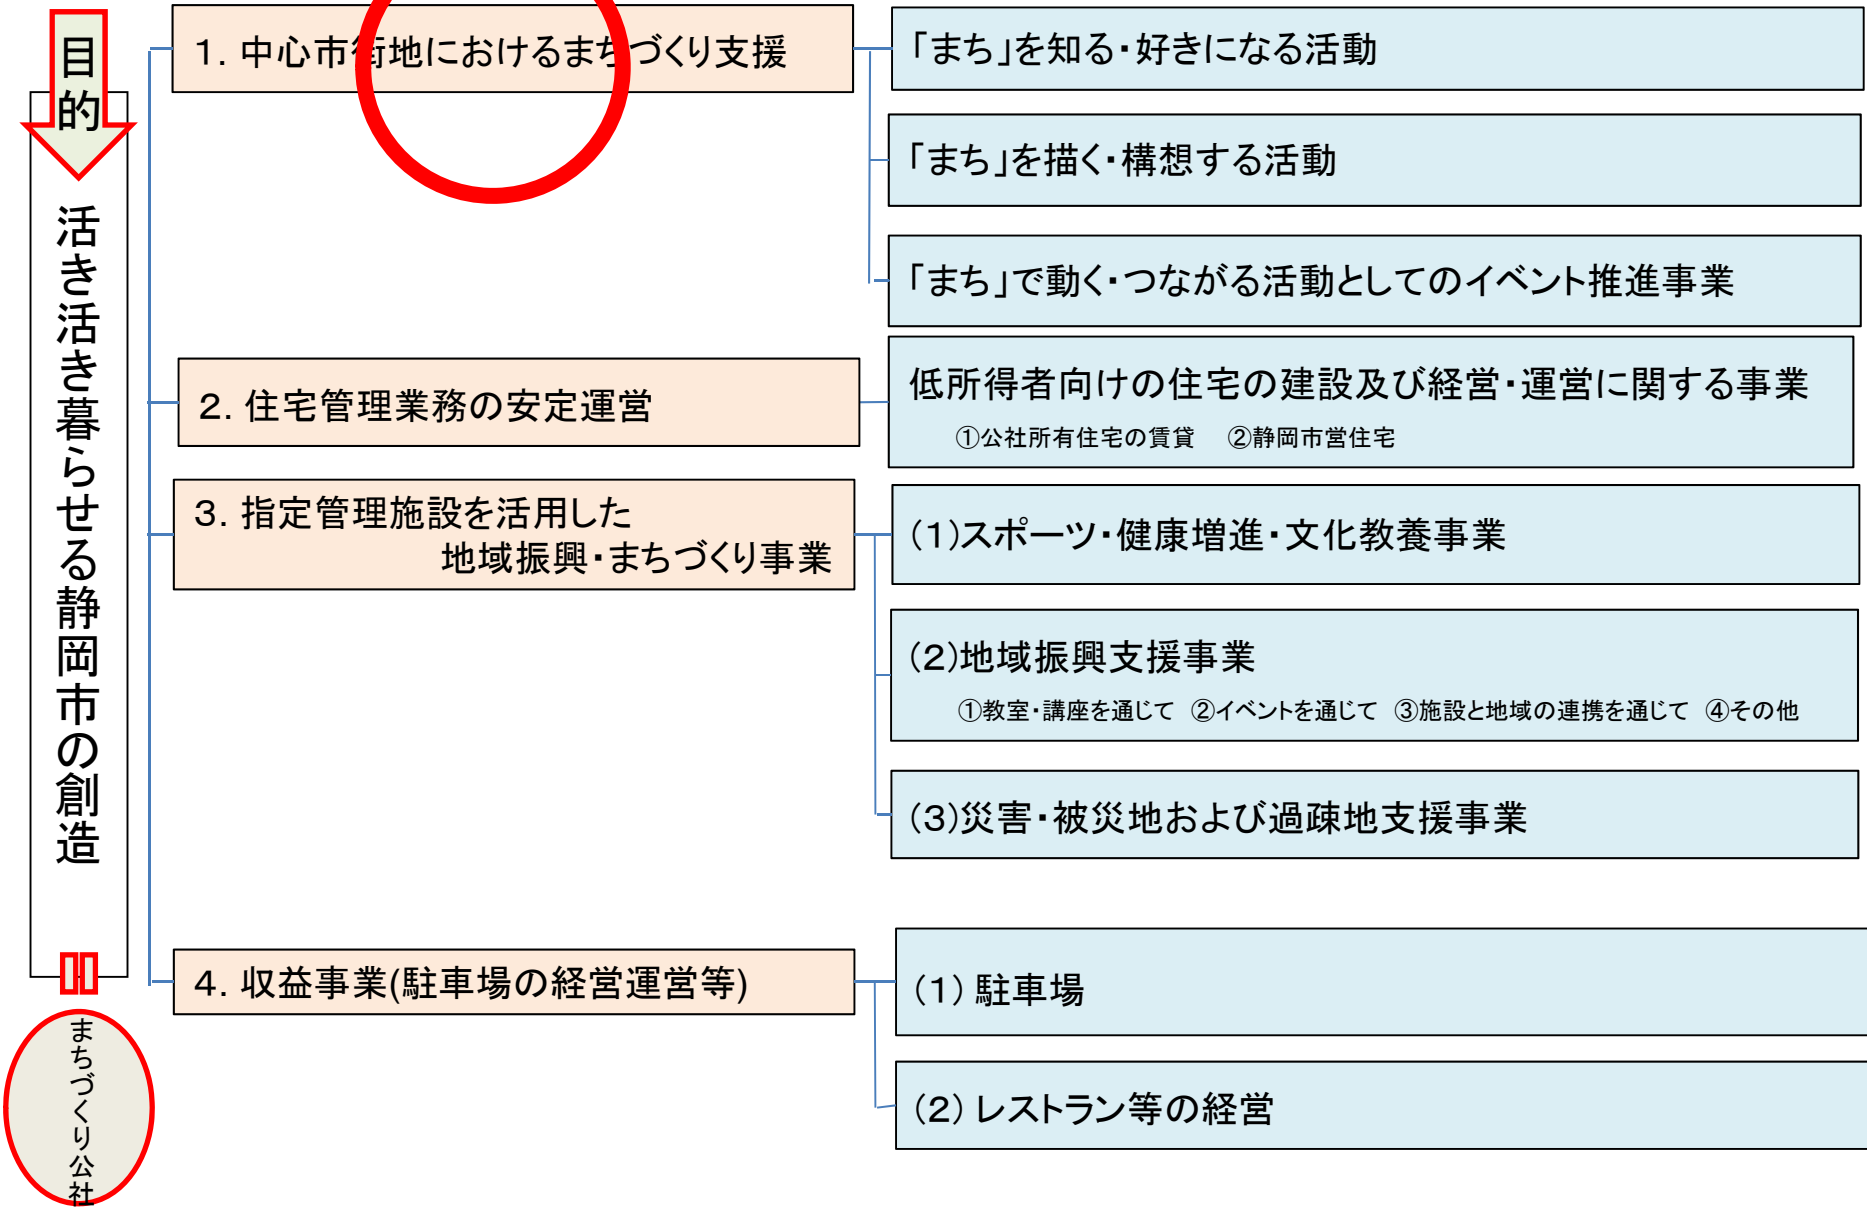 目的
活き活き暮らせる静岡市の創造
まちづくり公社
1. 中心市街地におけるまちづくり支援
「まち」を知る・好きになる活動
「まち」を描く・構想する活動
「まち」で動く・つながる活動としてのイベント推進事業
2. 住宅管理業務の安定運営
低所得者向けの住宅の建設及び経営・運営に関する事業
①公社所有住宅の賃貸　②静岡市営住宅
3. 指定管理施設を活用した
地域振興・まちづくり事業
(1)スポーツ・健康増進・文化教養事業
(2)地域振興支援事業
①教室・講座を通じて　②イベントを通じて　③施設と地域の連携を通じて　④その他
(3)災害・被災地および過疎地支援事業
4. 収益事業(駐車場の経営運営等)
(1) 駐車場
(2) レストラン等の経営